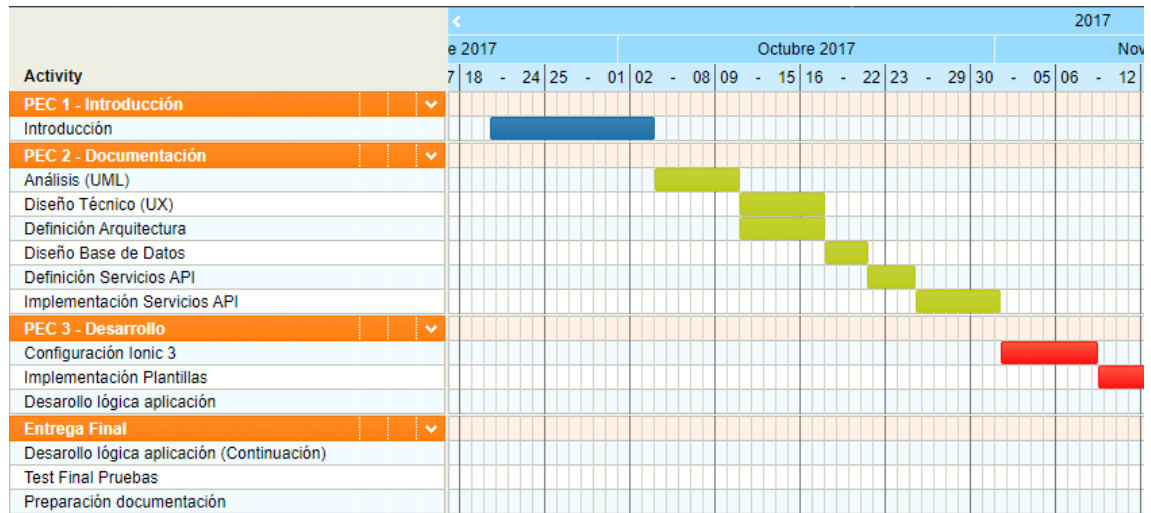 2017
e 2017 Octubre 2017 Nov
Activity 7 18 - 24 25 - 01 02 - 08 09 - 15 16 - 22 23 - 29 30 - 05 06 - 12
PEC 1 - Introducción
Introducción
PEC 2 - Documentación
Análisis (UML)
Diseño Técnico (UX)
Definición Arquitectura
Diseño Base de Datos
Definición Servicios API
Implementación Servicios API
PEC 3 - Desarrollo
Configuración Ionic 3
Implementación Plantillas
Desarollo lógica aplicación
Entrega Final
Desarollo lógica aplicación (Continuación)
Test Final Pruebas
Preparación documentación